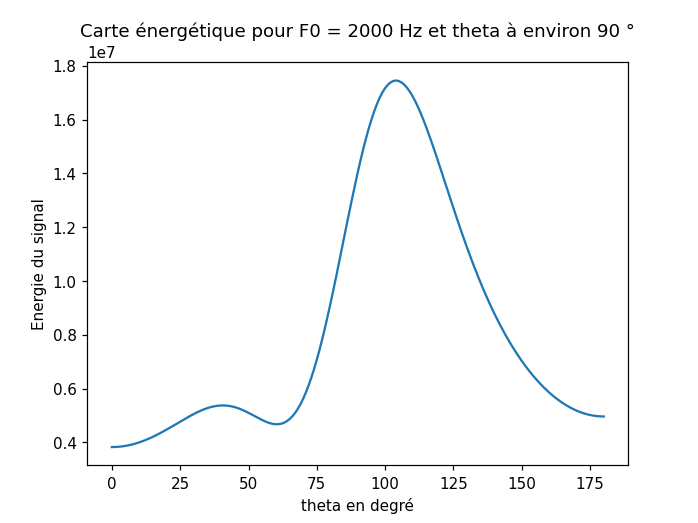 Carte énergétique pour F0 = 2000 Hz et theta à environ 90 °
1e7
1.8
1.6
1.4
1.2
1.0
0.8
0.6
0.4
Energie du signal
0 25 50 75 100 125 150 175
theta en degré